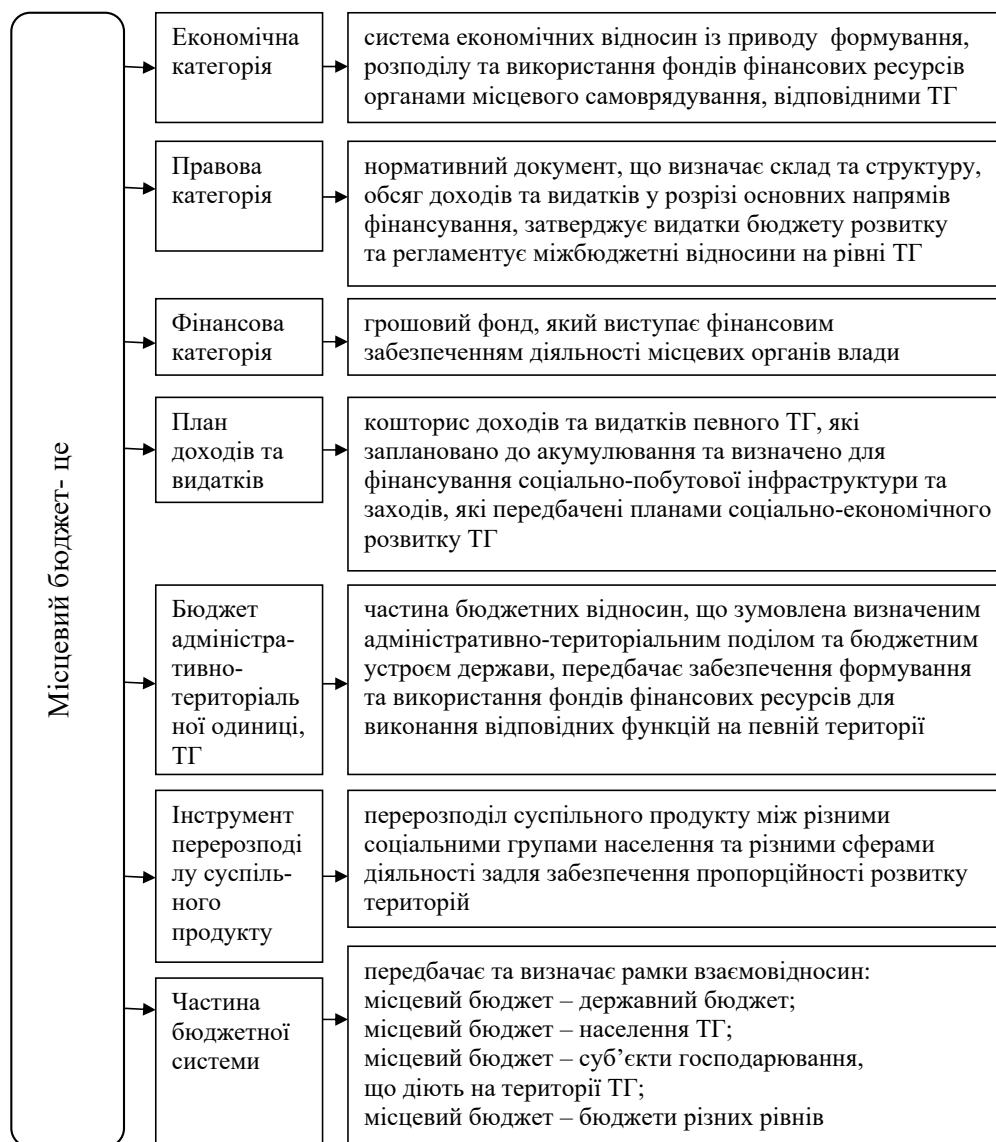 Місцевий бюджет- це
Економічна
категорія
система економічних відносин із приводу формування,
розподілу та використання фондів фінансових ресурсів
органами місцевого самоврядування, відповідними ТГ
Правова
категорія
нормативний документ, що визначає склад та структуру,
обсяг доходів та видатків у розрізі основних напрямів
фінансування, затверджує видатки бюджету розвитку
та регламентує міжбюджетні відносини на рівні ТГ
Фінансова
категорія
грошовий фонд, який виступає фінансовим
забезпеченням діяльності місцевих органів влади
План
доходів та
видатків
кошторис доходів та видатків певного ТГ, які
заплановано до акумулювання та визначено для
фінансування соціально-побутової інфраструктури та
заходів, які передбачені планами соціально-економічного
розвитку ТГ
Бюджет
адміністра-
тивно-
територіаль
ної одиниці,
ТГ
частина бюджетних відносин, що зумовлена визначеним
адміністративно-територіальним поділом та бюджетним
устроєм держави, передбачає забезпечення формування
та використання фондів фінансових ресурсів для
виконання відповідних функцій на певній території
Інструмент
перерозподі
лу суспіль-
ного
продукту
перерозподіл суспільного продукту між різними
соціальними групами населення та різними сферами
діяльності задля забезпечення пропорційності розвитку
територій
Частина
бюджетної
системи
передбачає та визначає рамки взаємовідносин:
місцевий бюджет – державний бюджет;
місцевий бюджет – населення ТГ;
місцевий бюджет – суб’єкти господарювання,
що діють на території ТГ;
місцевий бюджет – бюджети різних рівнів